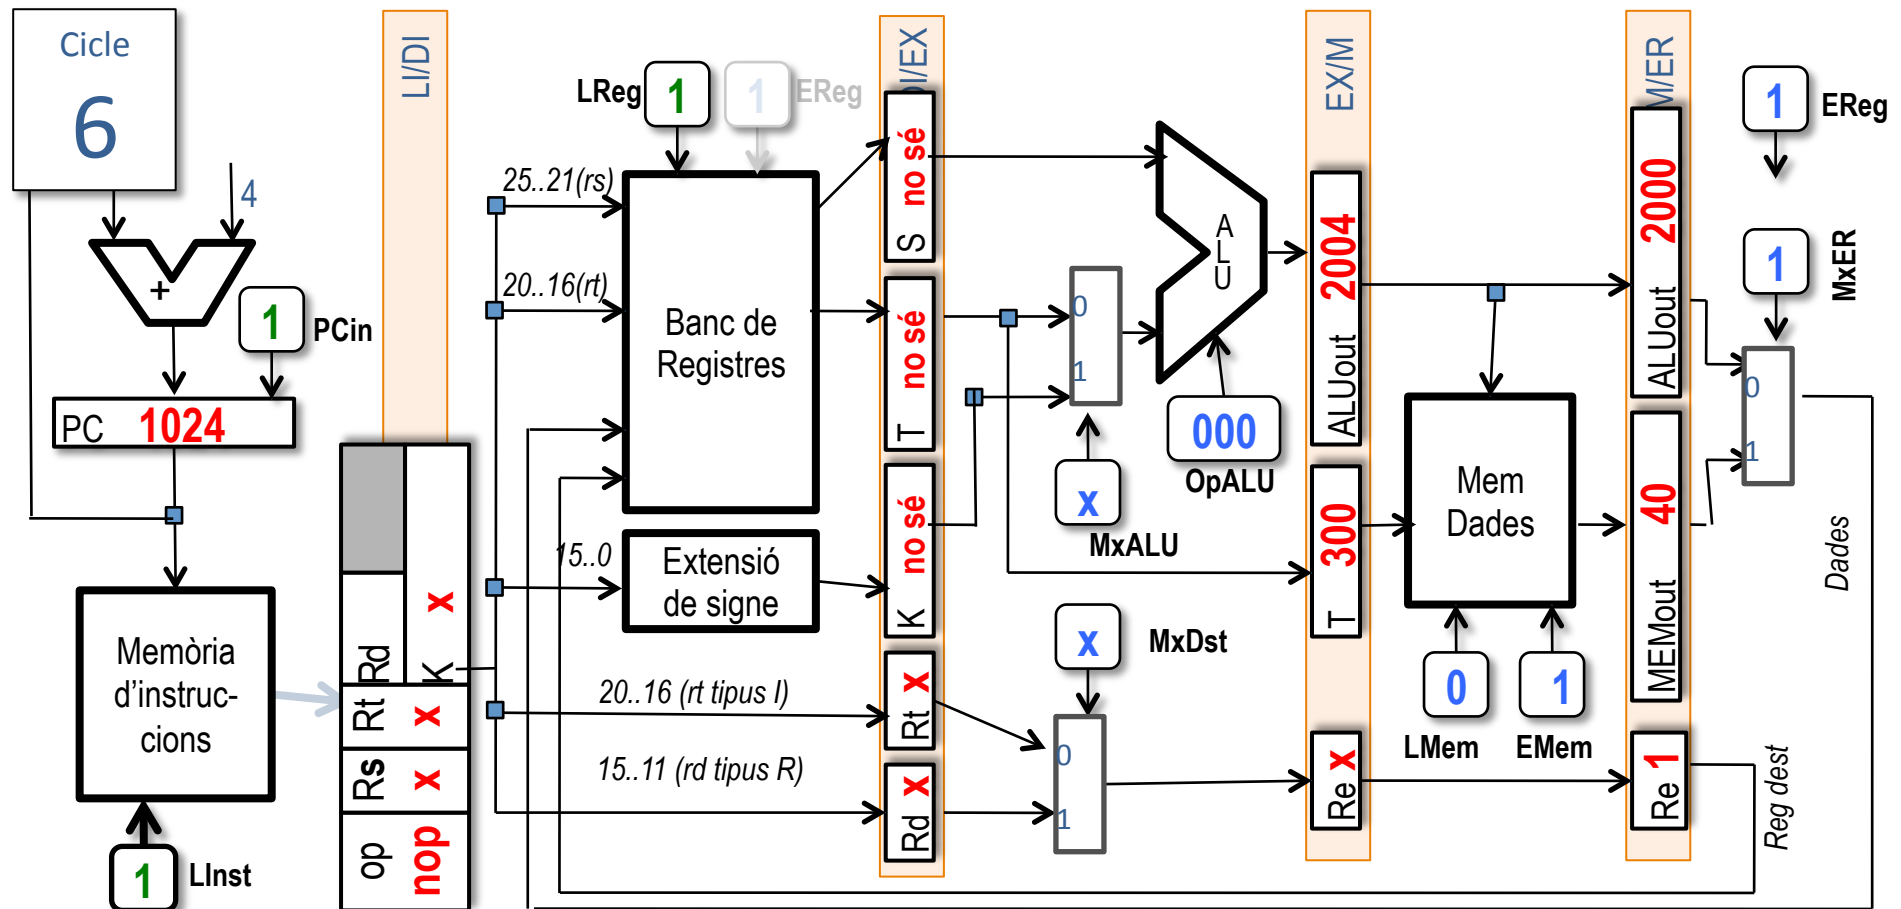 Cicle
6
4
+
1
PCin
PC 1024
Memòria
d'instruc-
cions
1
LInst
LI/DI
Rd
K x
Rt x
Rs x
op nop
LReg
1
1
EReg
25..21(rs)
20..16(rt)
Banc de
Registres
15..0
Extensió
de signe
20..16 (rt tipus I)
15..11 (rd tipus R)
DI/EX
S no sé
T no sé
K no sé
Rt x
Rd x
0
1
x
MxALU
ALU
000
OpALU
x
MxDst
0
1
EX/M
ALUout 2004
T 300
Re x
Mem
Dades
0
LMem
1
EMem
M/ER
ALUout 2000
MEMout 40
Re 1
1
EReg
1
MxER
0
1
Dades
Reg dest